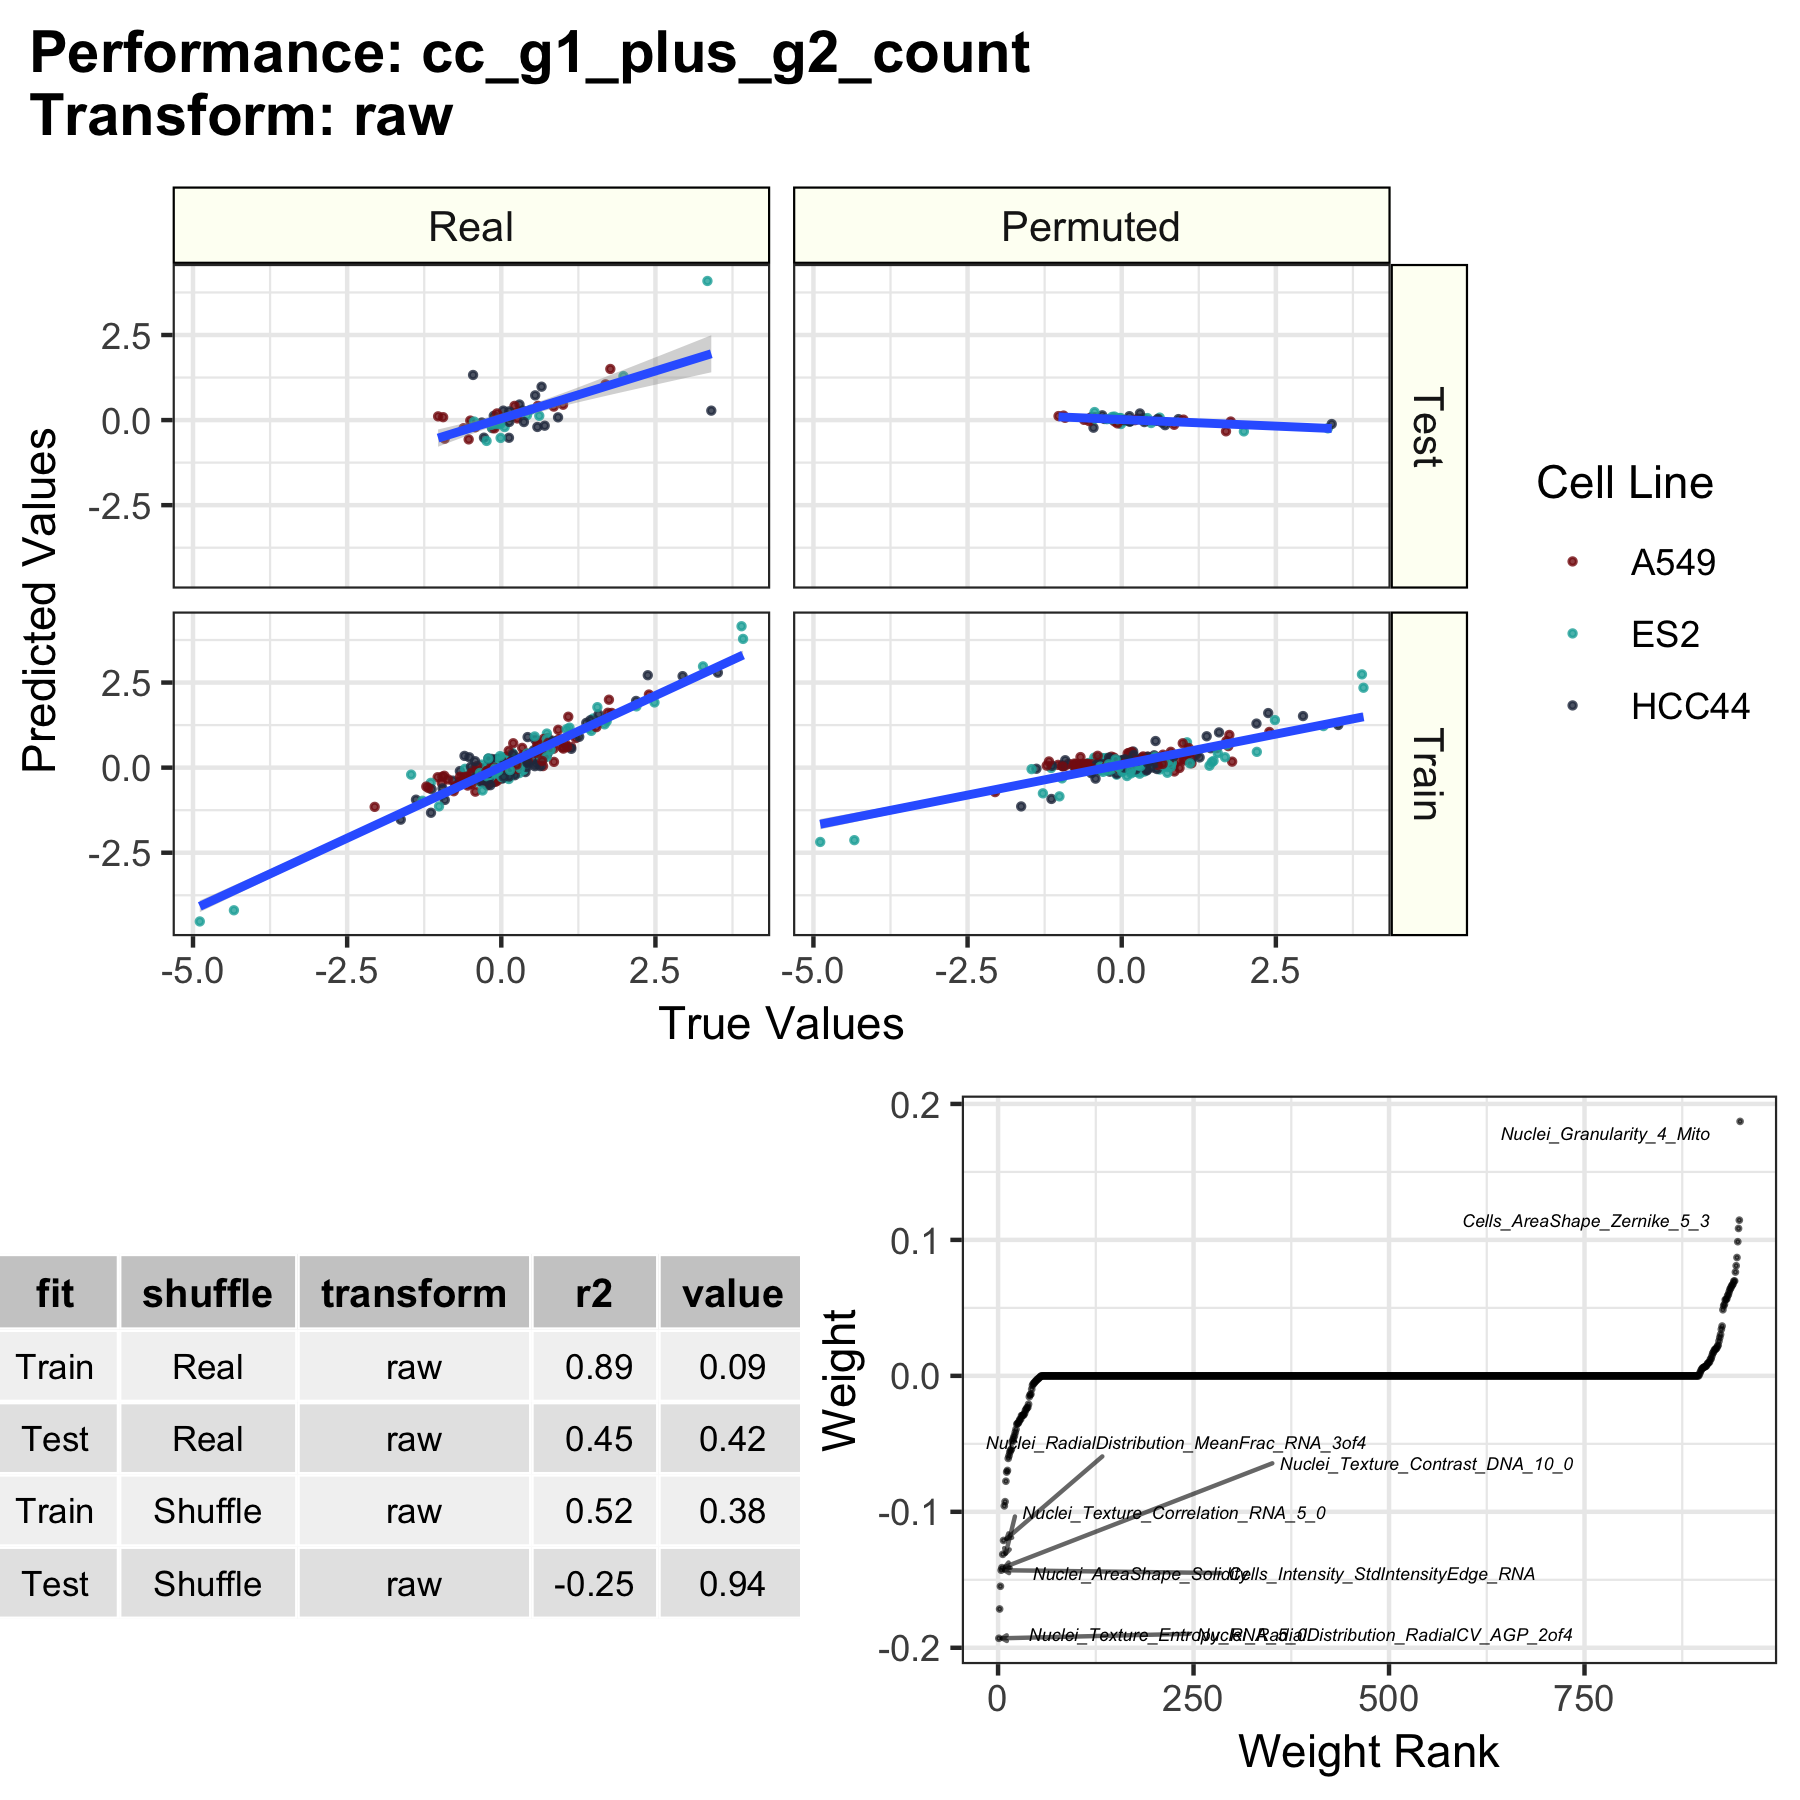 Performance: cc_g1_plus_g2_count
Transform: raw
Real
Permuted
2.5
0.0
-2.5
Test
2.5
0.0
-2.5
Train
-5.0
-2.5
0.0
2.5
-5.0
-2.5
0.0
2.5
Predicted Values
True Values
Cell Line
A549
ES2
HCC44
fit shuffle transform r2 value
Train Real raw 0.89 0.09
Test Real raw 0.45 0.42
Train Shuffle raw 0.52 0.38
Test Shuffle raw -0.25 0.94
Weight
0.2
0.1
0.0
-0.1
-0.2
Nuclei_Granularity_4_Mito
Cells_AreaShape_Zernike_5_3
Nuclei_RadialDistribution_MeanFrac_RNA_3of4
Nuclei_Texture_Contrast_DNA_10_0
Nuclei_Texture_Correlation_RNA_5_0
Nuclei_AreaShape_Solidity
Cells_Intensity_StdIntensityEdge_RNA
Nuclei_Texture_Entropy_RNA_5_0
Nuclei_RadialDistribution_RadialCV_AGP_2of4
0
250
500
750
Weight Rank